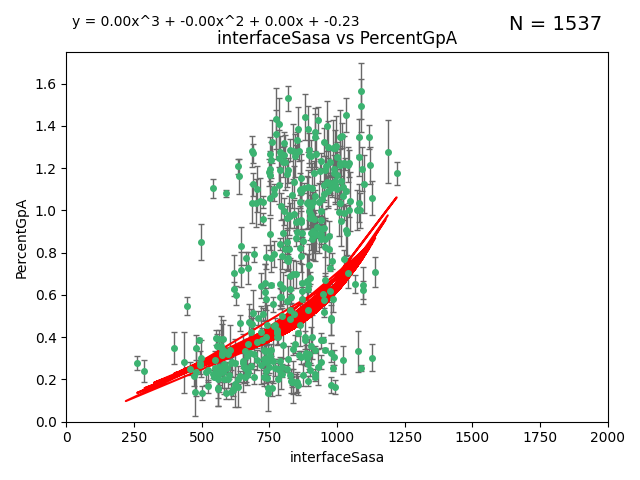 y = 0.00x^3 + -0.00x^2 + 0.00x + -0.23
N = 1537
interfaceSasa vs PercentGpA
PercentGpA
1.6
1.4
1.2
1.0
0.8
0.6
0.4
0.2
0.0
0 250 500 750 1000 1250 1500 1750 2000
interfaceSasa